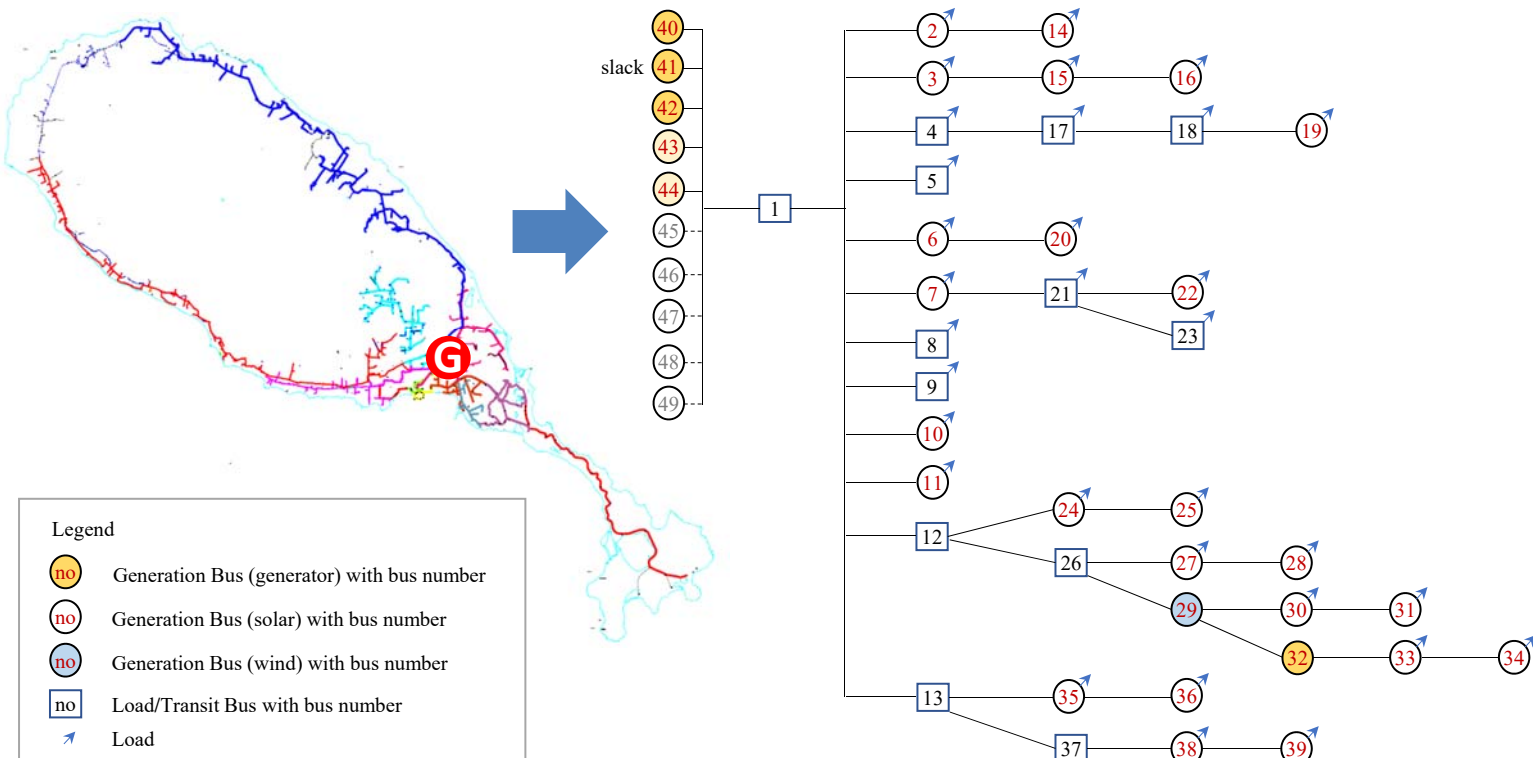 40
slack 41
42
43
44
45
46
47
48
49
1
2 14
3 15 16
4 17 18 19
5
6 20
7 21 22
23
8
9
10
11
12 24 25
26 27 28
29 30 31
32 33 34
13 35 36
37 38 39
G
Legend
no Generation Bus (generator) with bus number
no Generation Bus (solar) with bus number
no Generation Bus (wind) with bus number
no Load/Transit Bus with bus number
Load